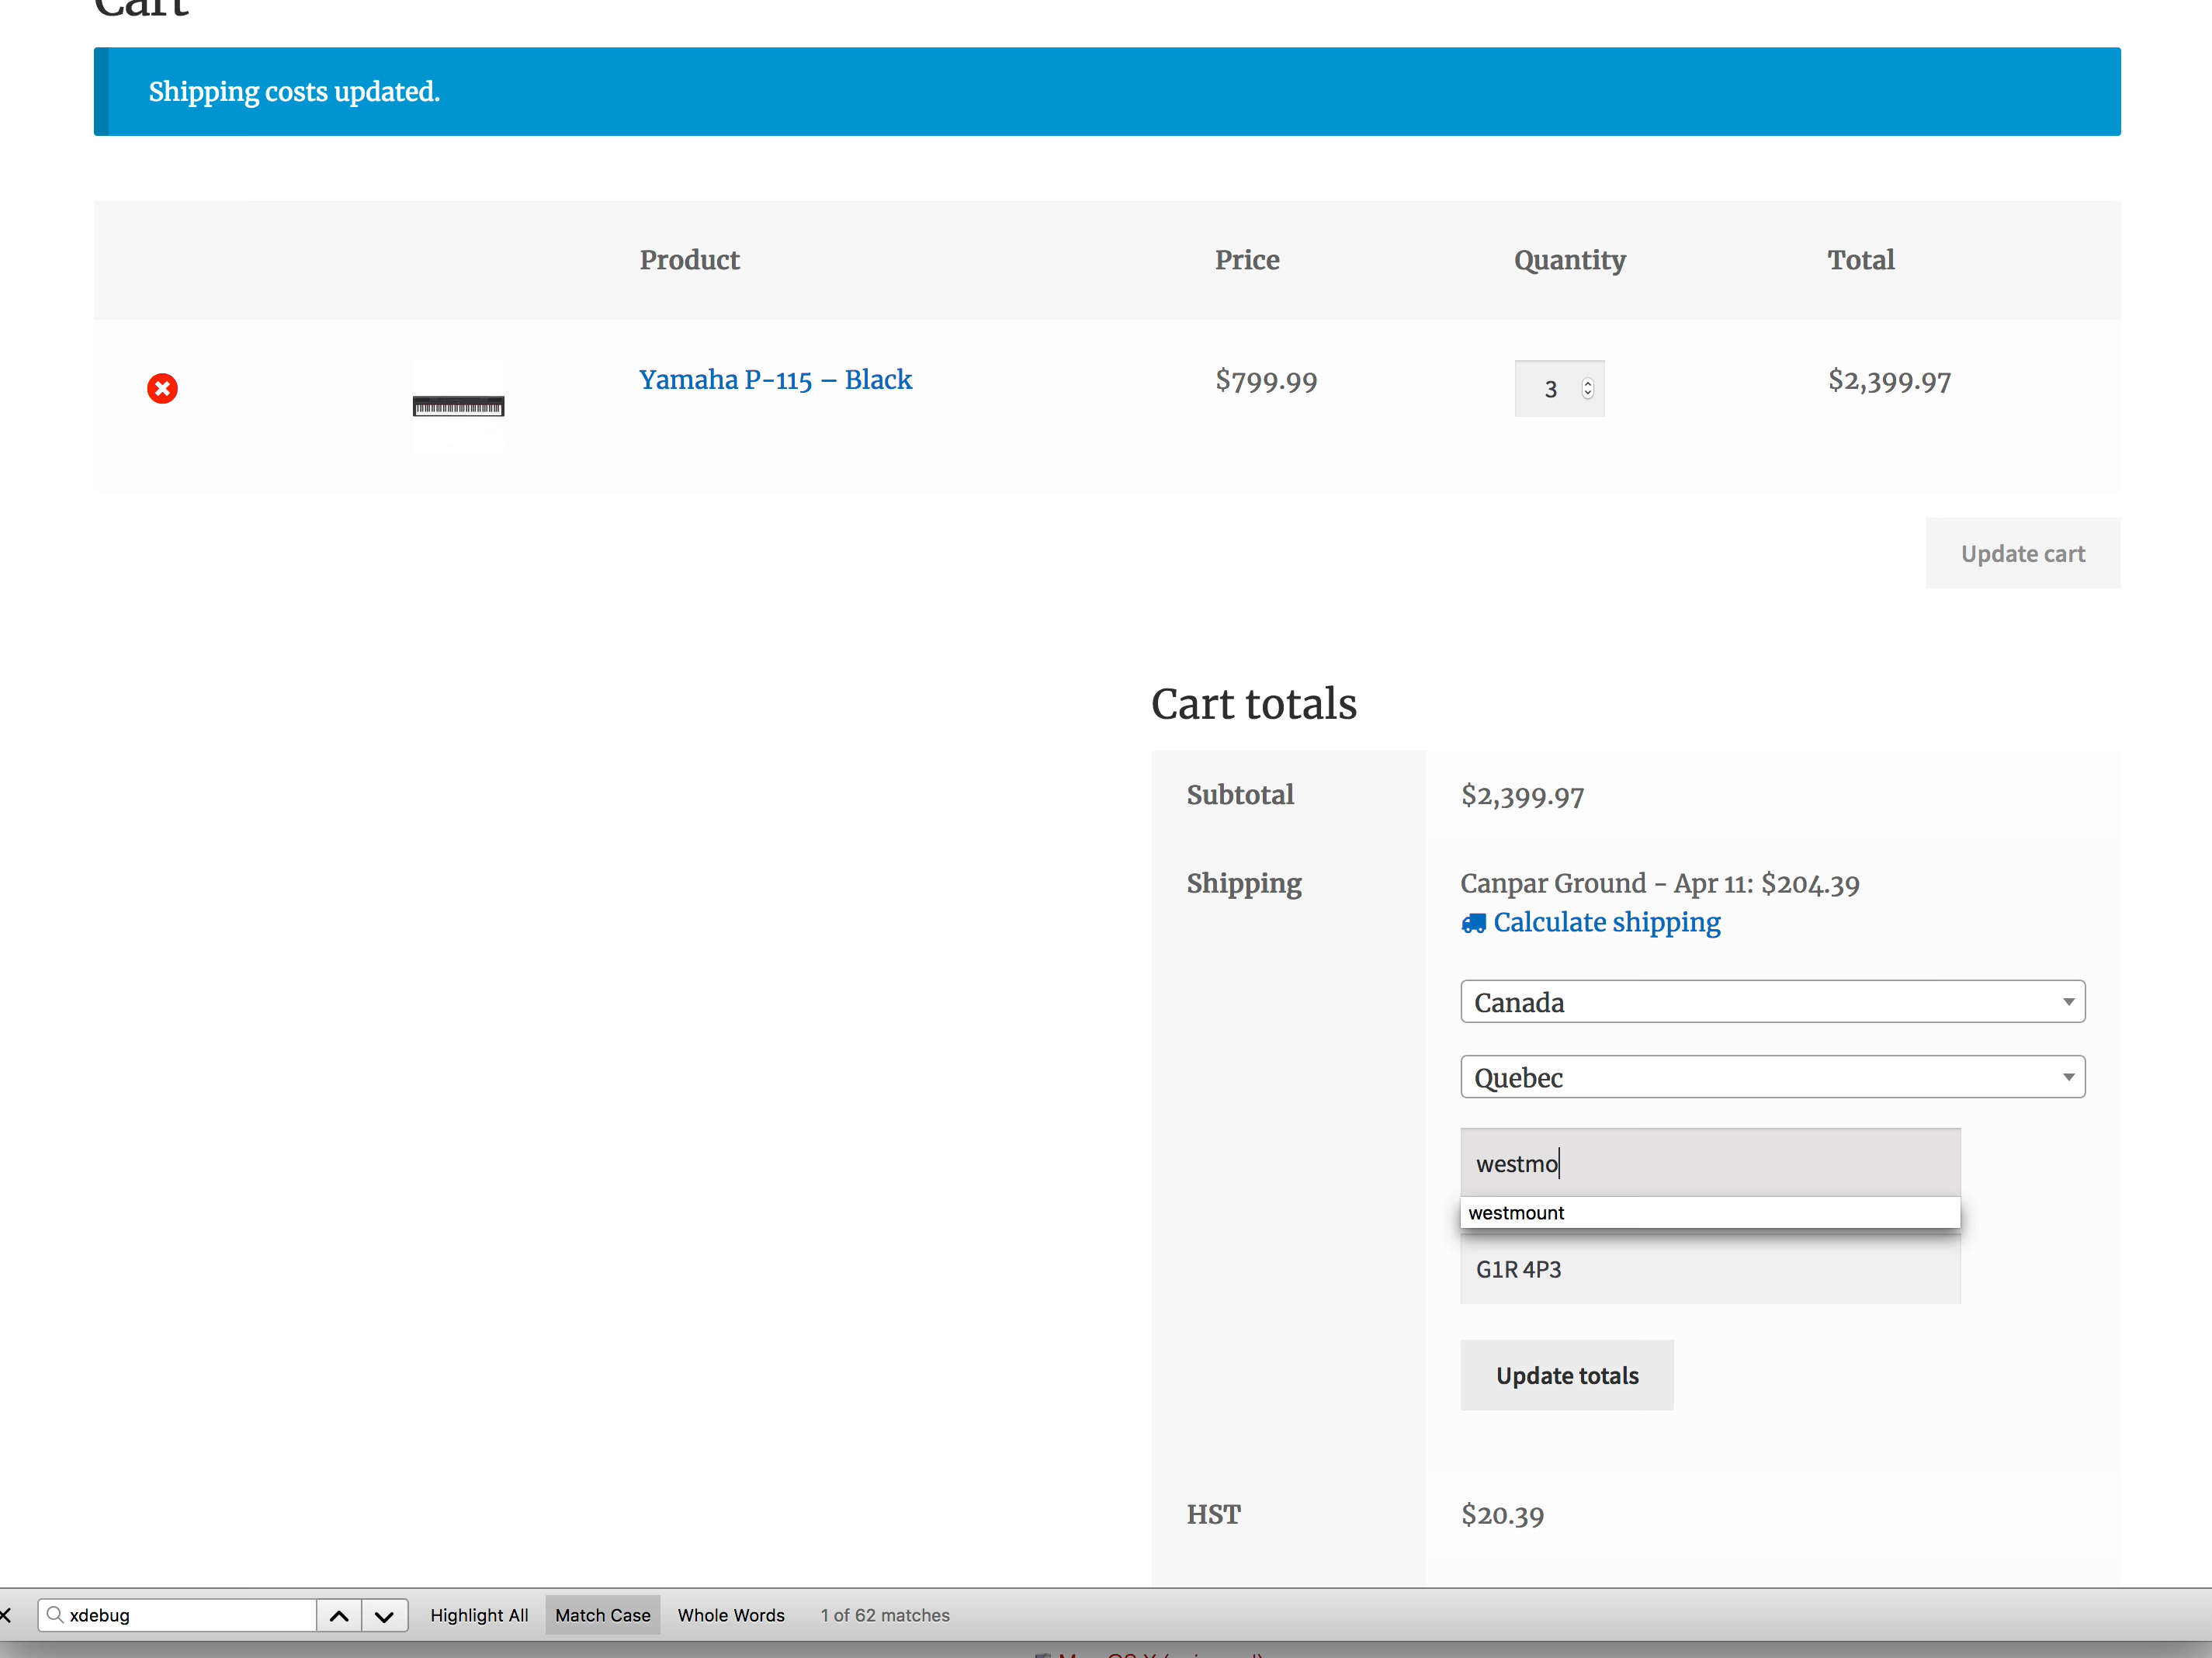 Cart
Shipping costs updated.
Product Price Quantity Total
Yamaha P-115 – Black $799.99 3 $2,399.97
Update cart
Cart totals
Subtotal $2,399.97
Shipping Canpar Ground - Apr 11: $204.39
Calculate shipping
Canada
Quebec
westmo
westmount
G1R 4P3
Update totals
HST $20.39
xdebug Highlight All Match Case Whole Words 1 of 62 matches